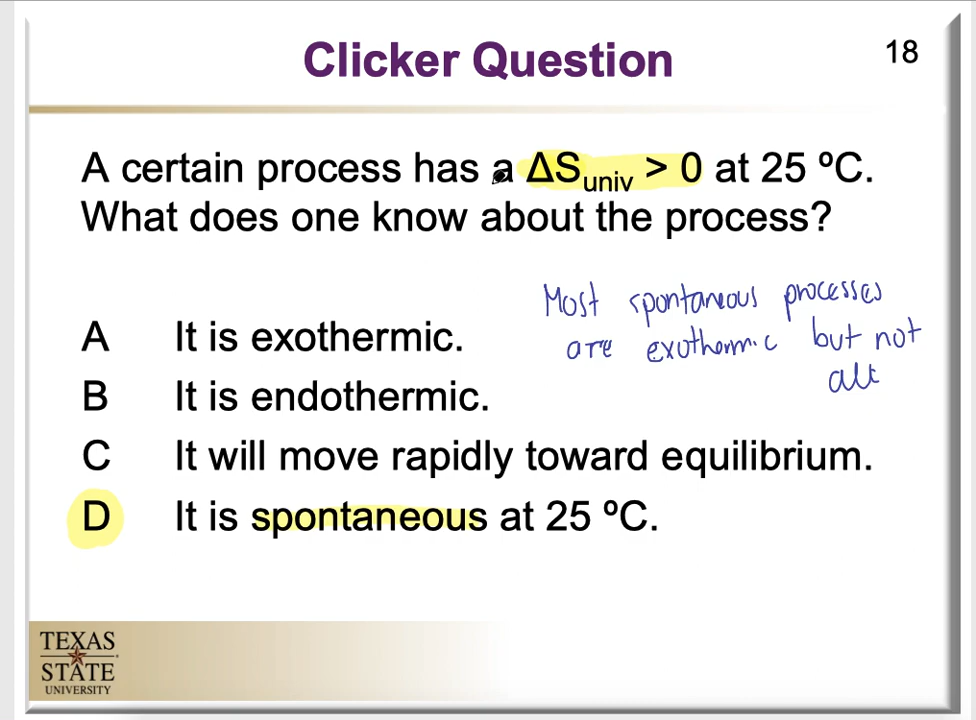 Clicker Question
18
A certain process has a ΔSuniv > 0 at 25 ºC.
What does one know about the process?
Most spontaneous processes
are exothermic but not
all
A It is exothermic.
B It is endothermic.
C It will move rapidly toward equilibrium.
D It is spontaneous at 25 ºC.
TEXAS
STATE
UNIVERSITY